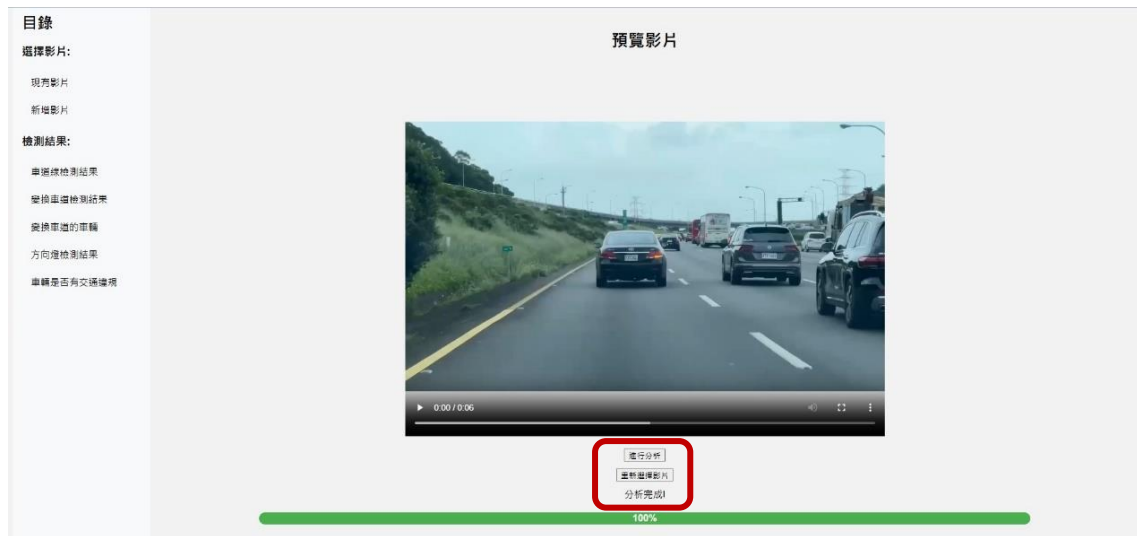 目錄
選擇影片:
現有影片
新增影片
檢測結果:
車道線檢測結果
變換車道檢測結果
變換車道的車輛
方向燈檢測結果
車輛是否有交通違規
預覽影片
0:00 / 0:06
進行分析
重新選擇影片
分析完成!
100%